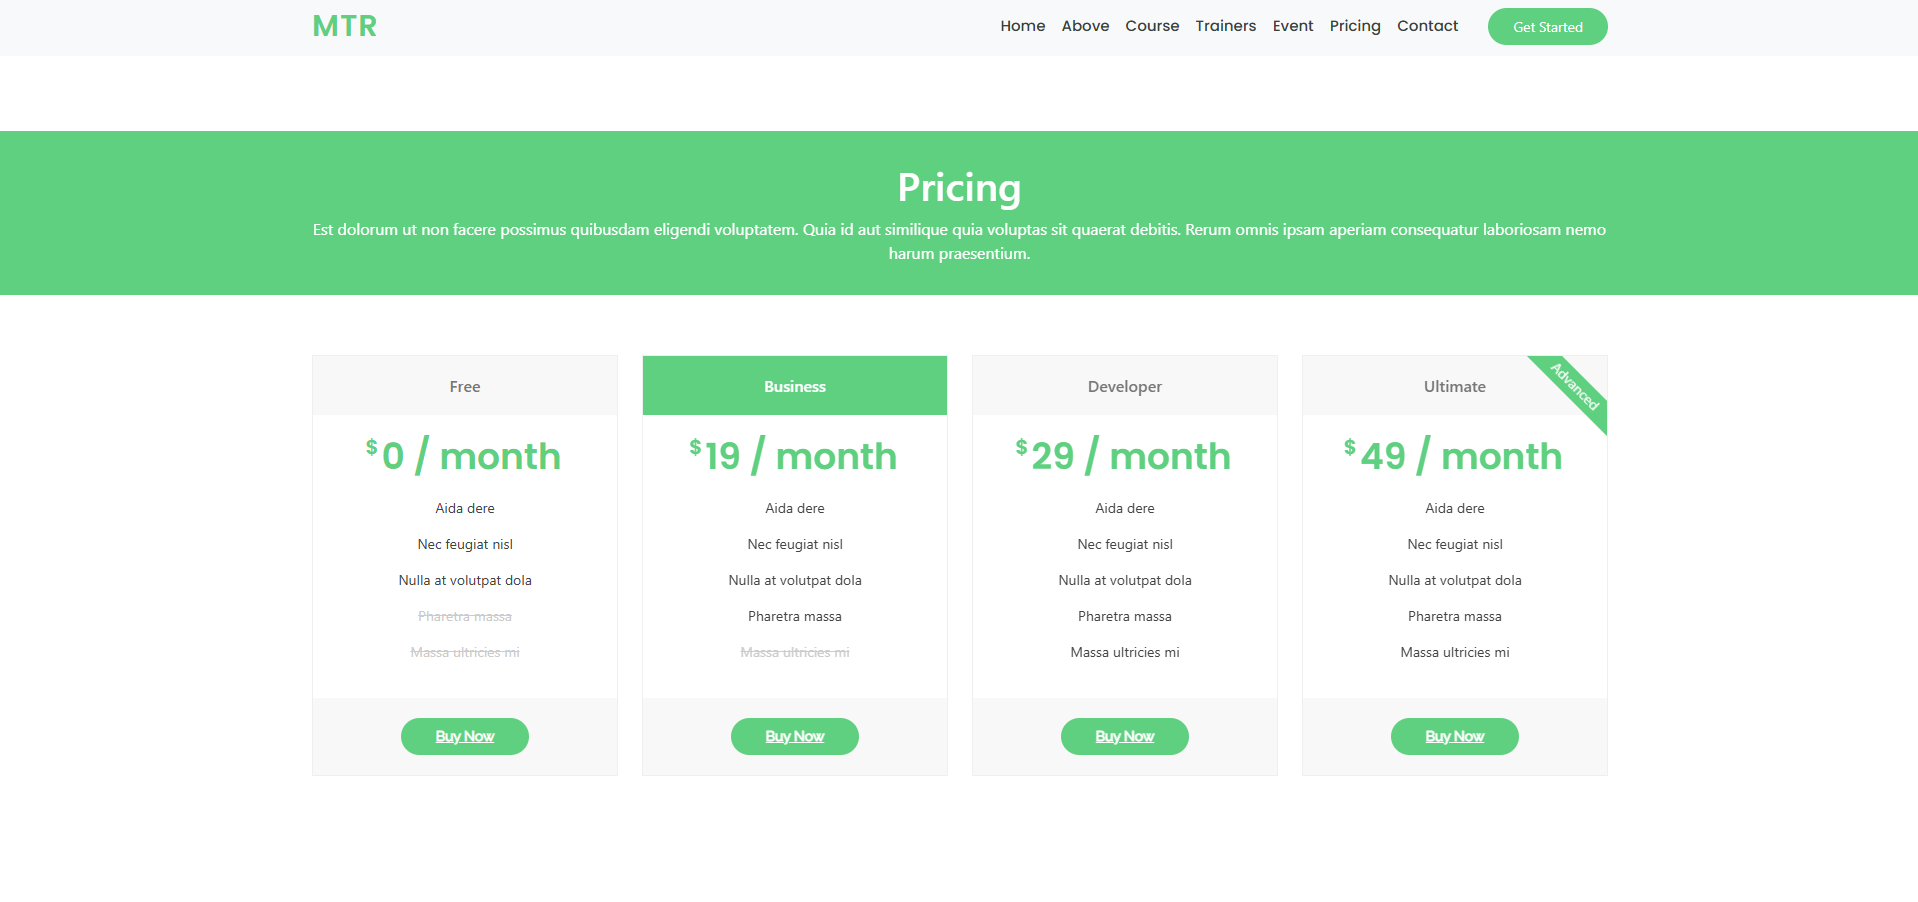 MTR
Home Above Course Trainers Event Pricing Contact Get Started
Pricing
Est dolorum ut non facere possimus quibusdam eligendi voluptatem. Quia id aut similique quia voluptas sit quaerat debitis. Rerum omnis ipsam aperiam consequatur laboriosam nemo
harum praesentium.
Free
$0 / month
Aida dere
Nec feugiat nisl
Nulla at volutpat dola
Pharetra massa
Massa ultricies mi
Buy Now
Business
$19 / month
Aida dere
Nec feugiat nisl
Nulla at volutpat dola
Pharetra massa
Massa ultricies mi
Buy Now
Developer
$29 / month
Aida dere
Nec feugiat nisl
Nulla at volutpat dola
Pharetra massa
Massa ultricies mi
Buy Now
Ultimate
Advanced
$49 / month
Aida dere
Nec feugiat nisl
Nulla at volutpat dola
Pharetra massa
Massa ultricies mi
Buy Now